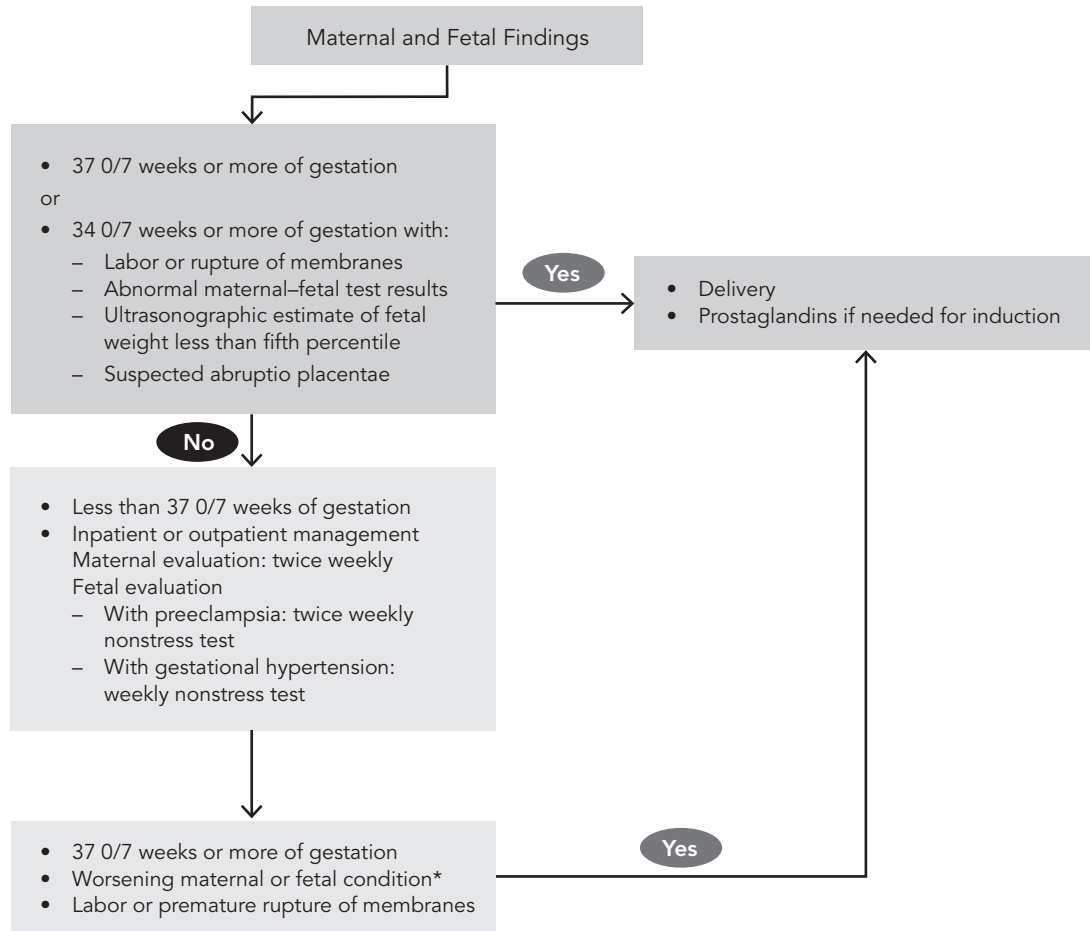 Maternal and Fetal Findings
• 37 0/7 weeks or more of gestation
or
• 34 0/7 weeks or more of gestation with:
– Labor or rupture of membranes
– Abnormal maternal–fetal test results
– Ultrasonographic estimate of fetal
weight less than fifth percentile
– Suspected abruptio placentae
Yes
• Delivery
• Prostaglandins if needed for induction
No
• Less than 37 0/7 weeks of gestation
• Inpatient or outpatient management
Maternal evaluation: twice weekly
Fetal evaluation
– With preeclampsia: twice weekly
nonstress test
– With gestational hypertension:
weekly nonstress test
• 37 0/7 weeks or more of gestation
• Worsening maternal or fetal condition*
• Labor or premature rupture of membranes
Yes